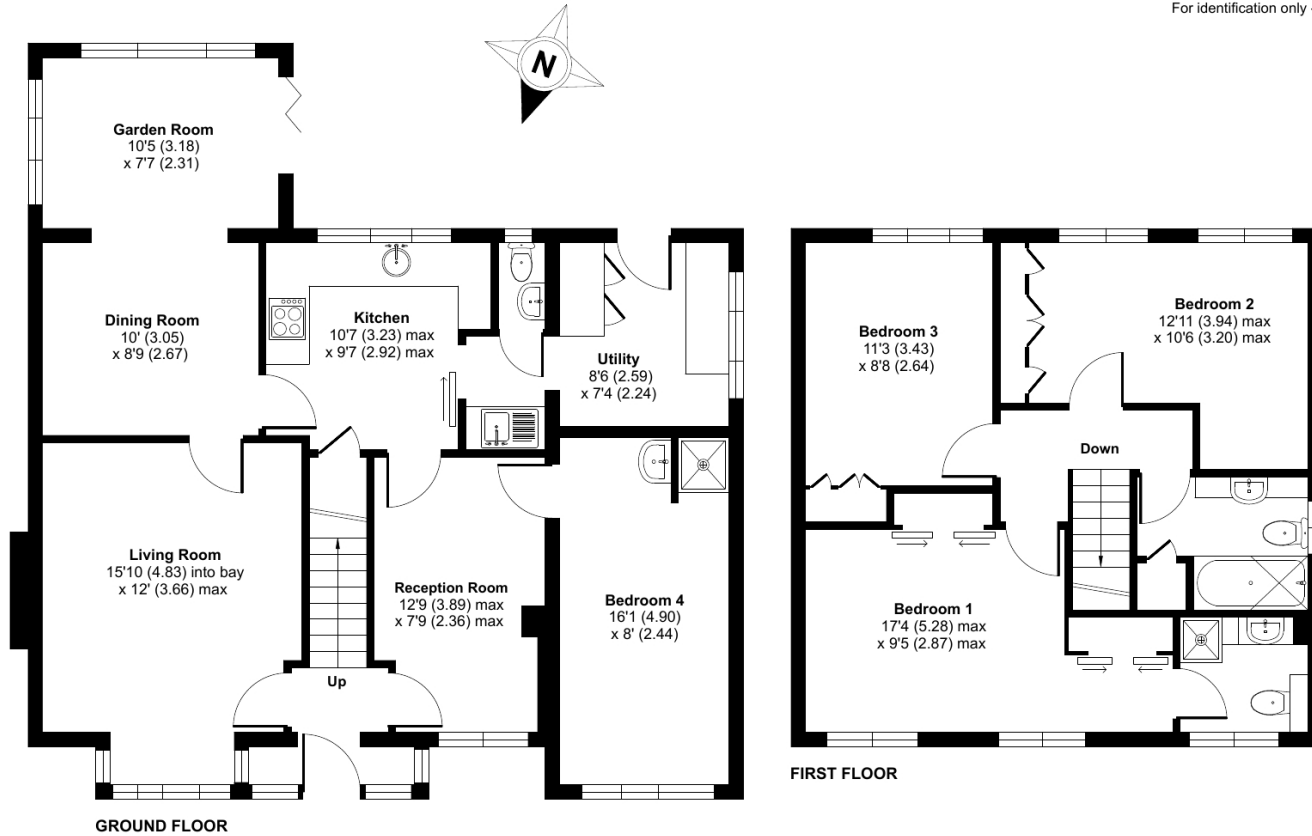 For identification only
N
Garden Room
10'5 (3.18)
x 7'7 (2.31)
Dining Room
10' (3.05)
x 8'9 (2.67)
Kitchen
10'7 (3.23) max
x 9'7 (2.92) max
Utility
8'6 (2.59)
x 7'4 (2.24)
Living Room
15'10 (4.83) into bay
x 12' (3.66) max
Reception Room
12'9 (3.89) max
x 7'9 (2.36) max
Bedroom 4
16'1 (4.90)
x 8' (2.44)
Up
GROUND FLOOR
Bedroom 3
11'3 (3.43)
x 8'8 (2.64)
Bedroom 2
12'11 (3.94) max
x 10'6 (3.20) max
Down
Bedroom 1
17'4 (5.28) max
x 9'5 (2.87) max
FIRST FLOOR